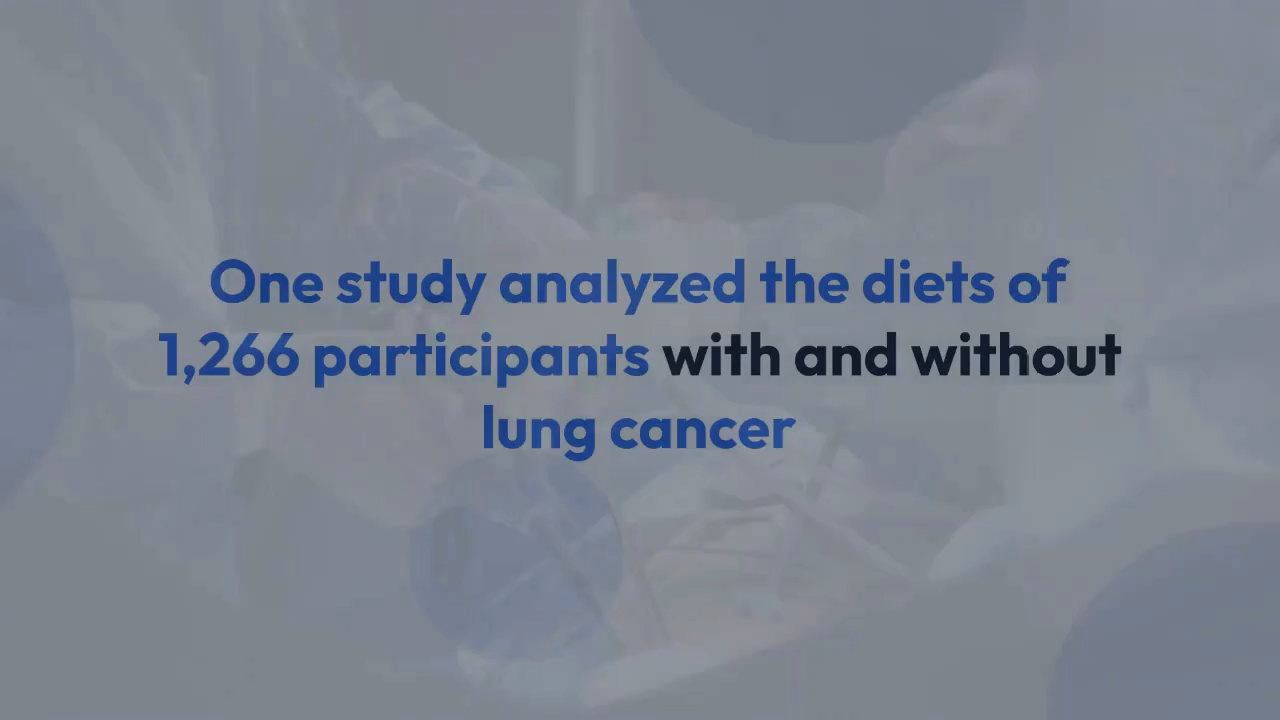 One study analyzed the diets of
1,266 participants with and without
lung cancer